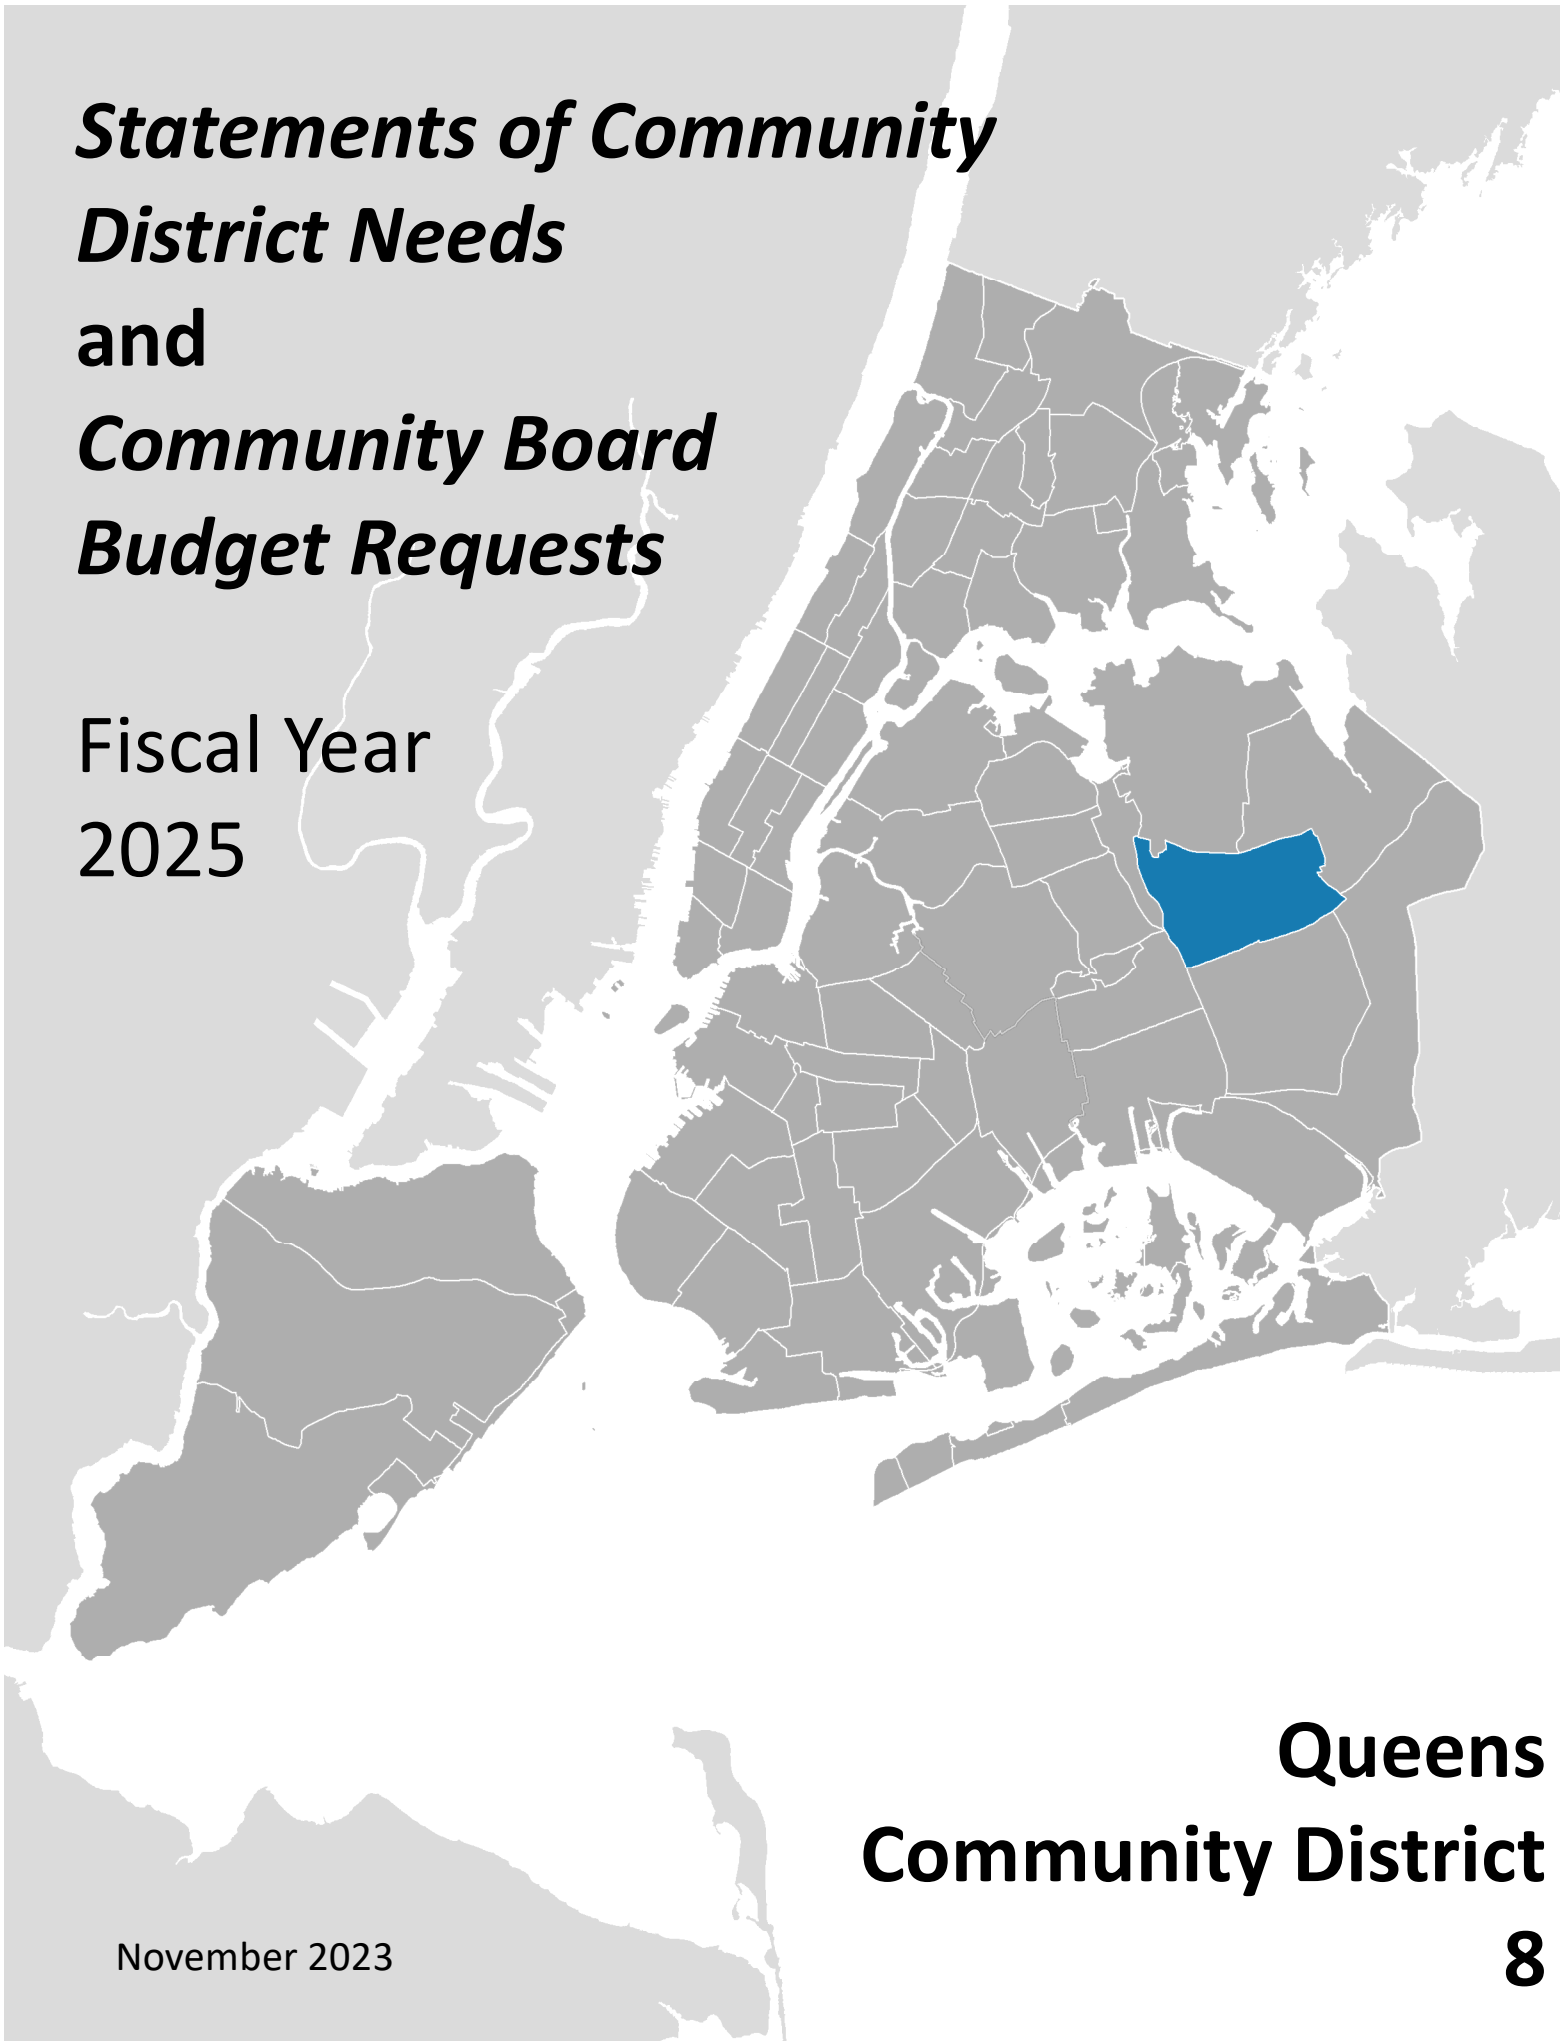 Statements of Community
District Needs
and
Community Board
Budget Requests
Fiscal Year
2025
Queens
Community District
8
November 2023